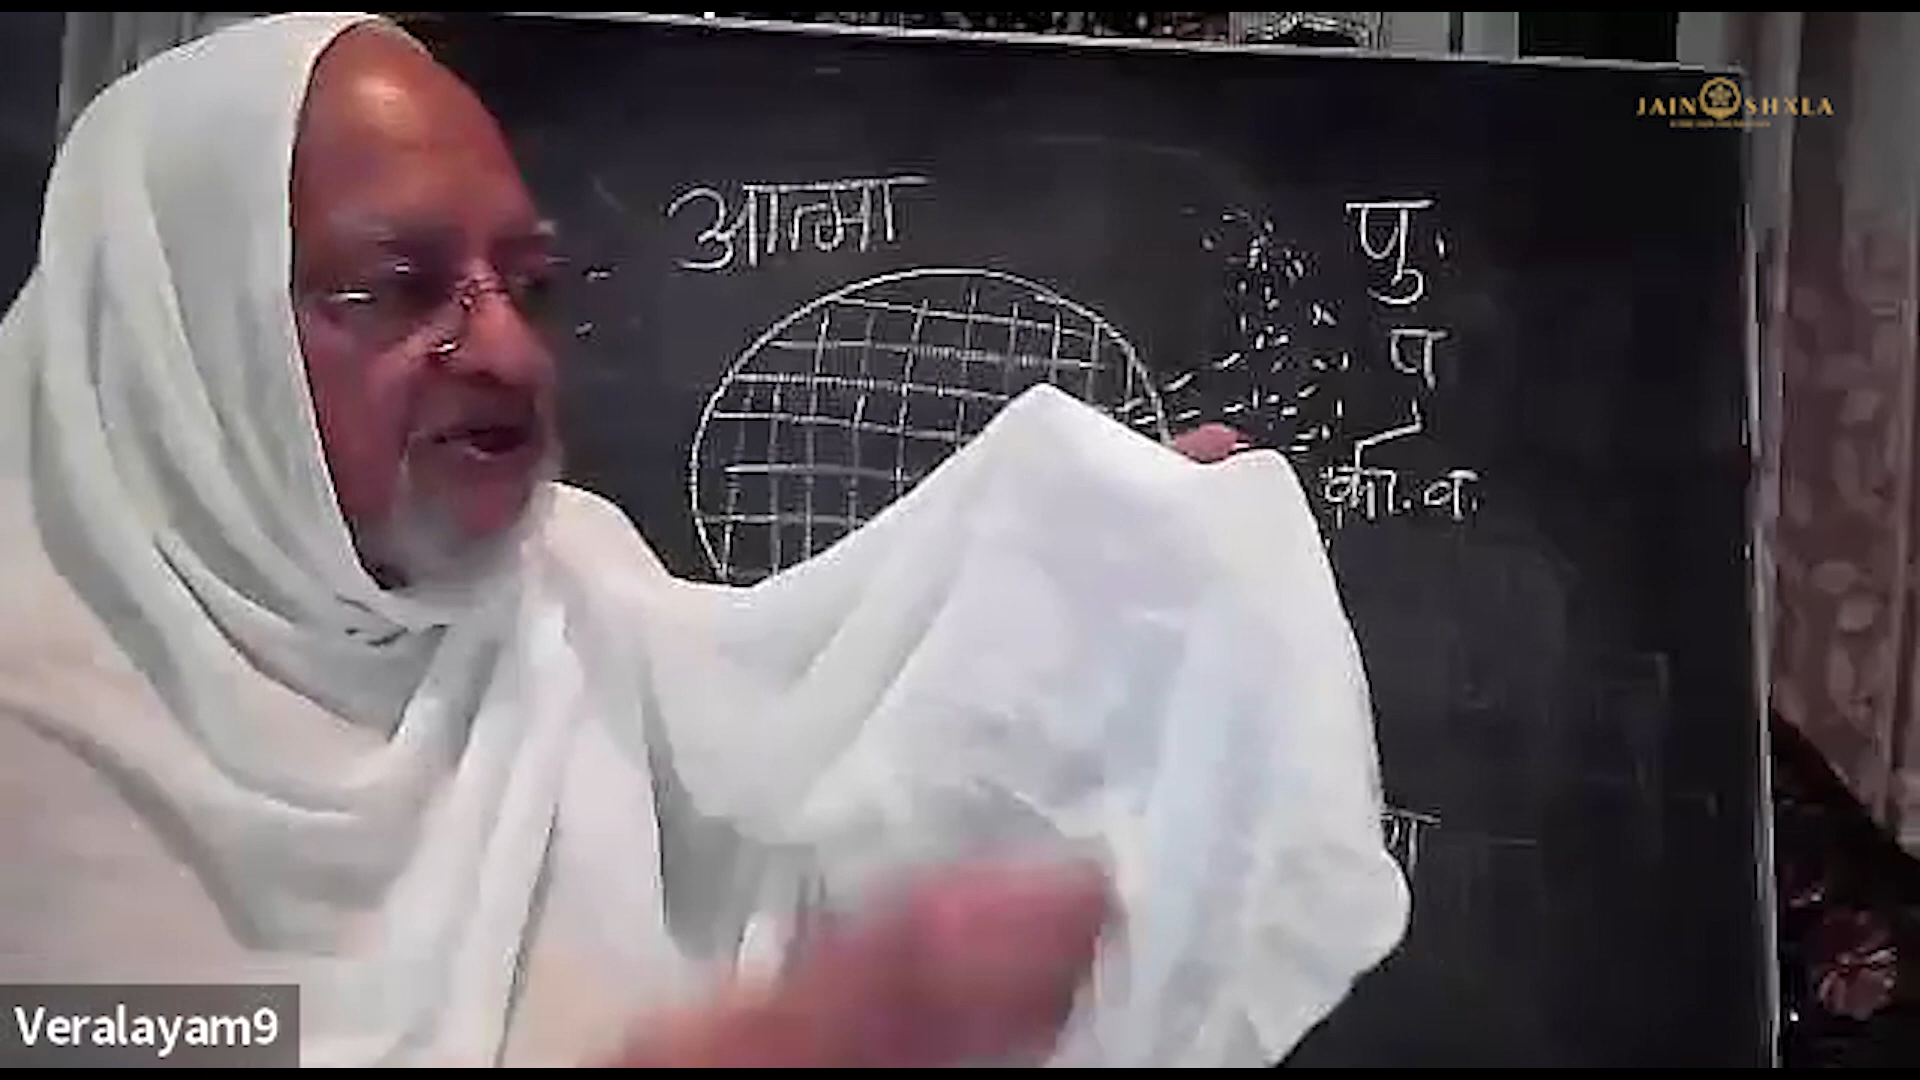 JAIN SHXLA
आत्मा
पु.
प
का.व.
Veralayam9